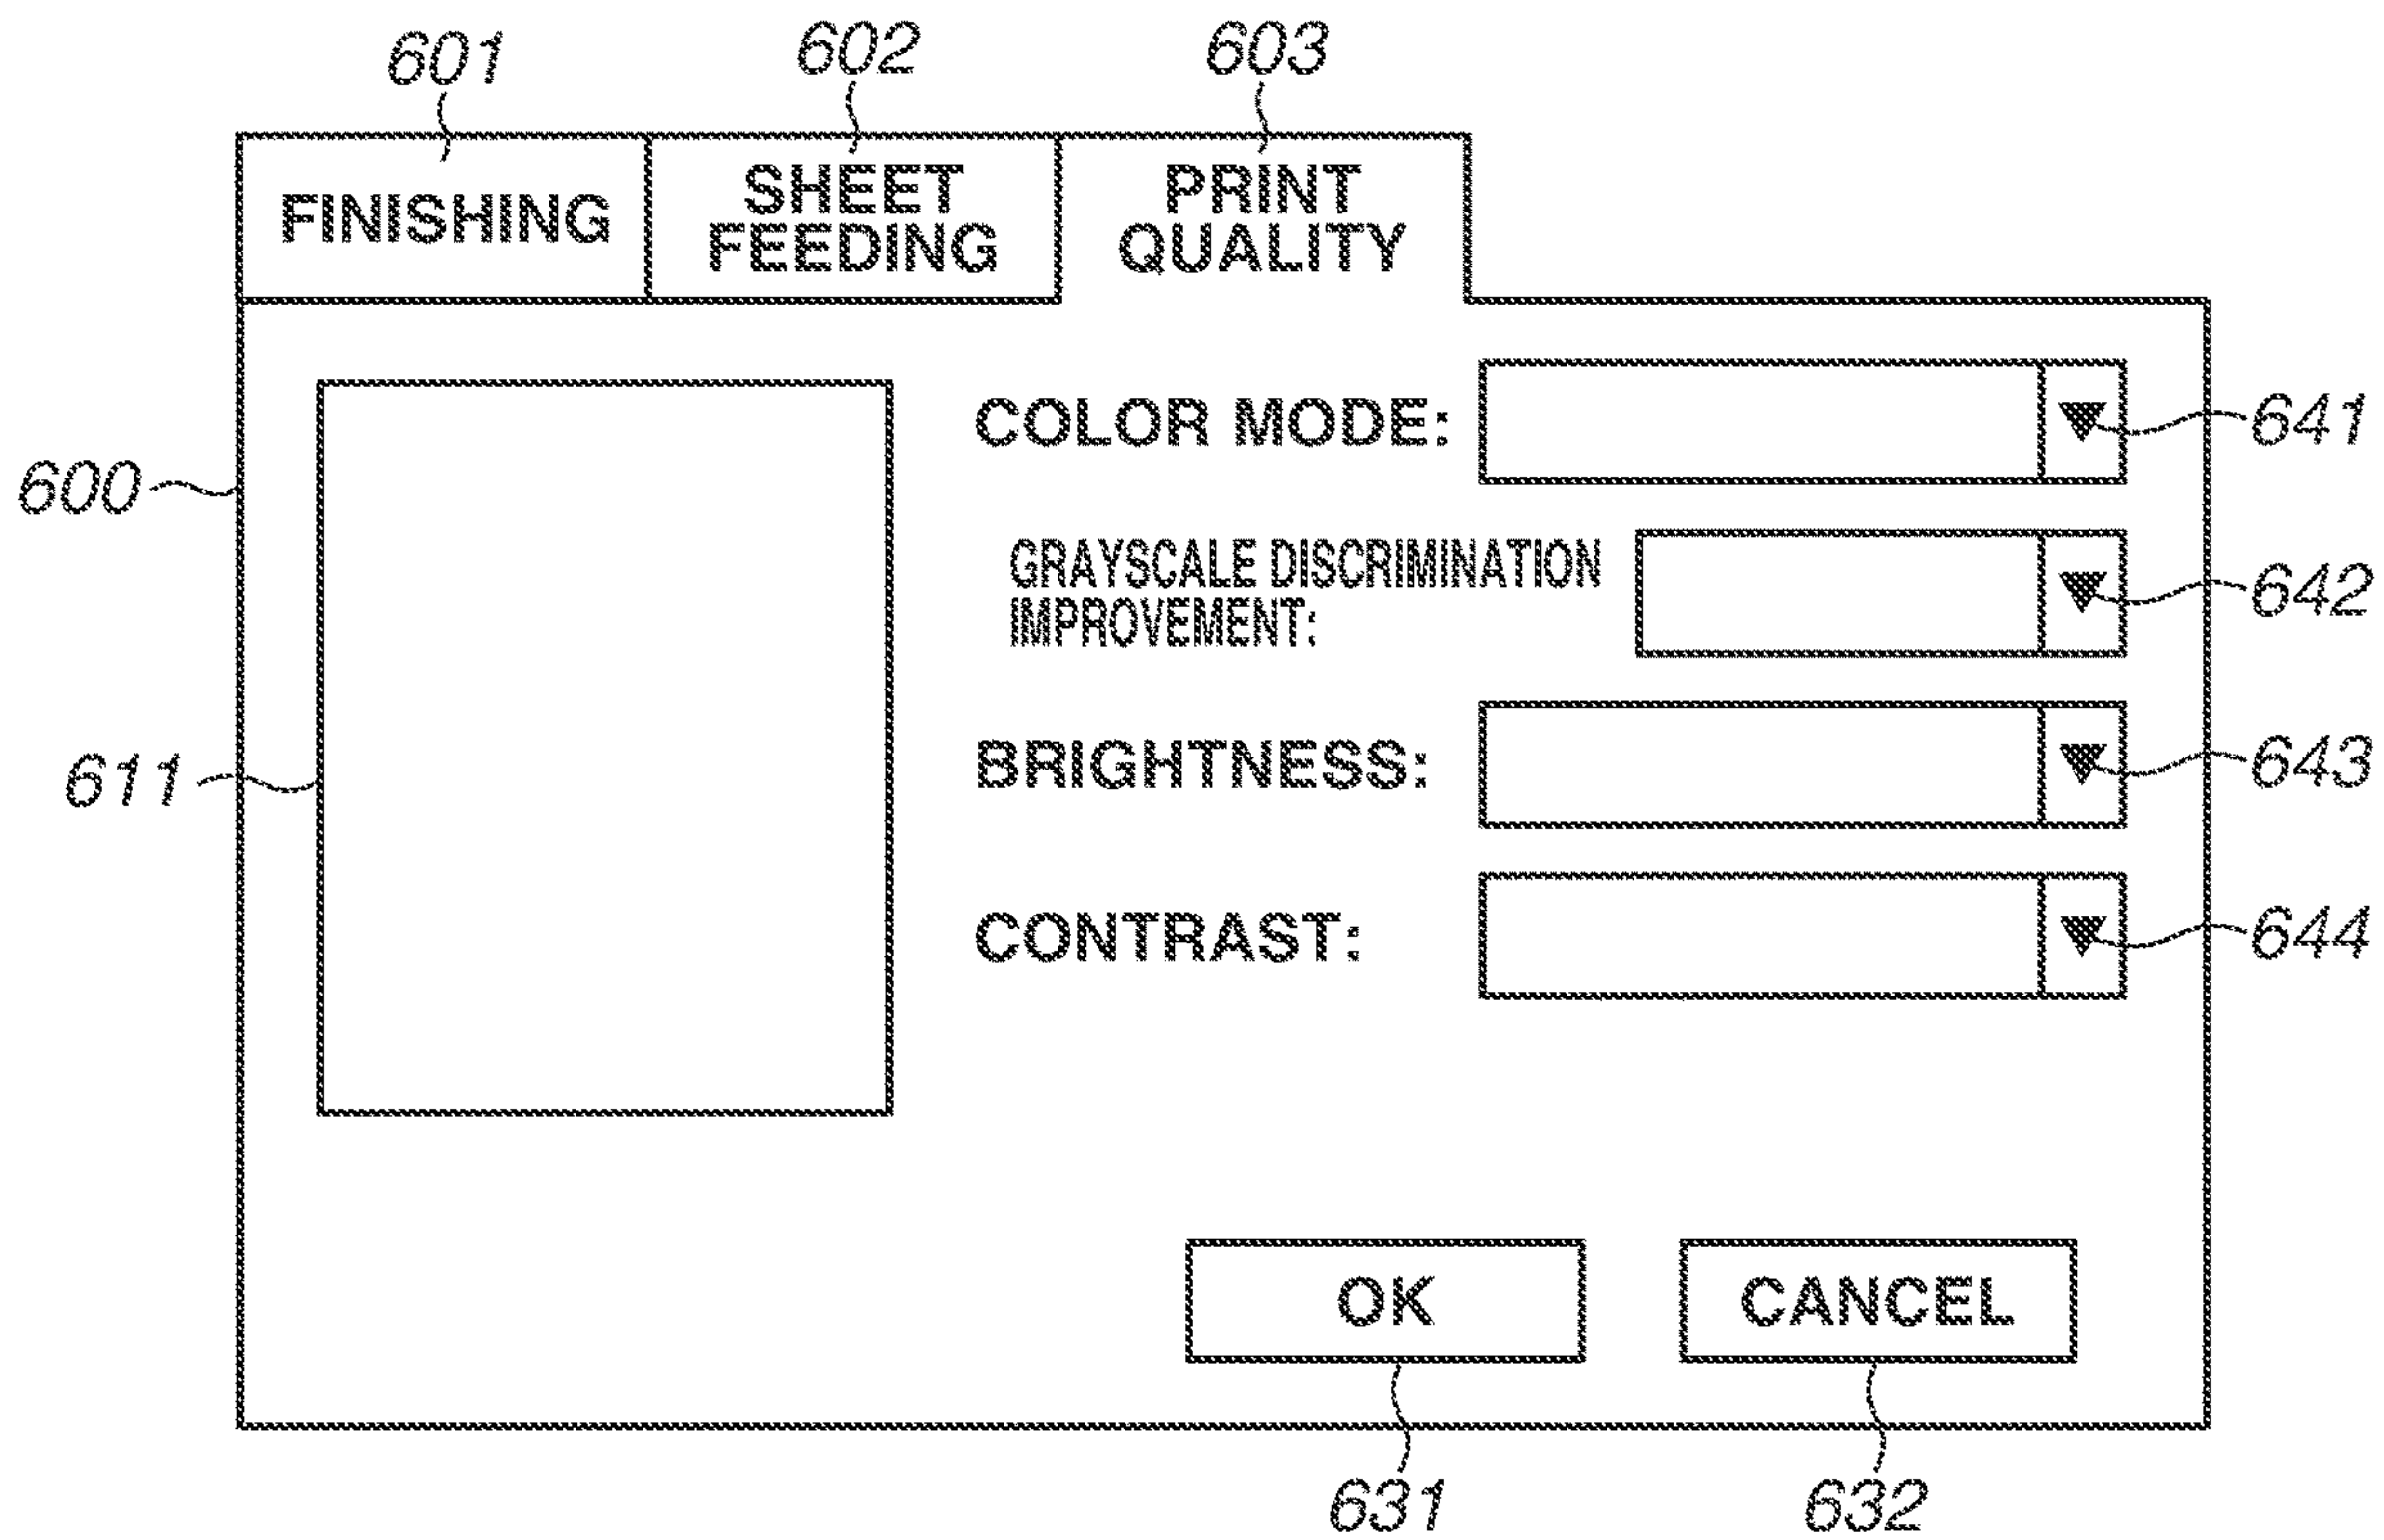 601
602
603
FINISHING
SHEET
FEEDING
PRINT
QUALITY
600
611
COLOR MODE:
641
GRAYSCALE DISCRIMINATION
IMPROVEMENT:
642
BRIGHTNESS:
643
CONTRAST:
644
OK
CANCEL
631
632